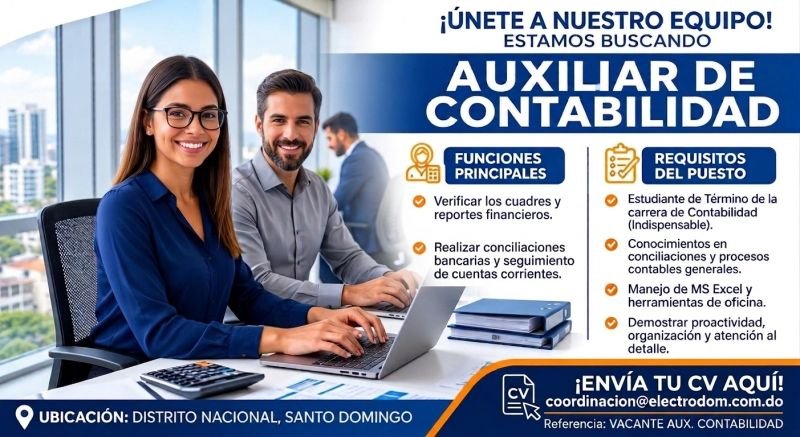 ¡ÚNETE A NUESTRO EQUIPO!
ESTAMOS BUSCANDO
AUXILIAR DE
CONTABILIDAD
FUNCIONES
PRINCIPALES
Verificar los cuadres y
reportes financieros.
Realizar conciliaciones
bancarias y seguimiento
de cuentas corrientes.
REQUISITOS
DEL PUESTO
Estudiante de Término de la
carrera de Contabilidad
(Indispensable).
Conocimientos en
conciliaciones y procesos
contables generales.
Manejo de MS Excel y
herramientas de oficina.
Demostrar proactividad,
organización y atención al
detalle.
UBICACIÓN: DISTRITO NACIONAL, SANTO DOMINGO
CV
¡ENVÍA TU CV AQUÍ!
coordinacion@electrodom.com.do
Referencia: VACANTE AUX. CONTABILIDAD